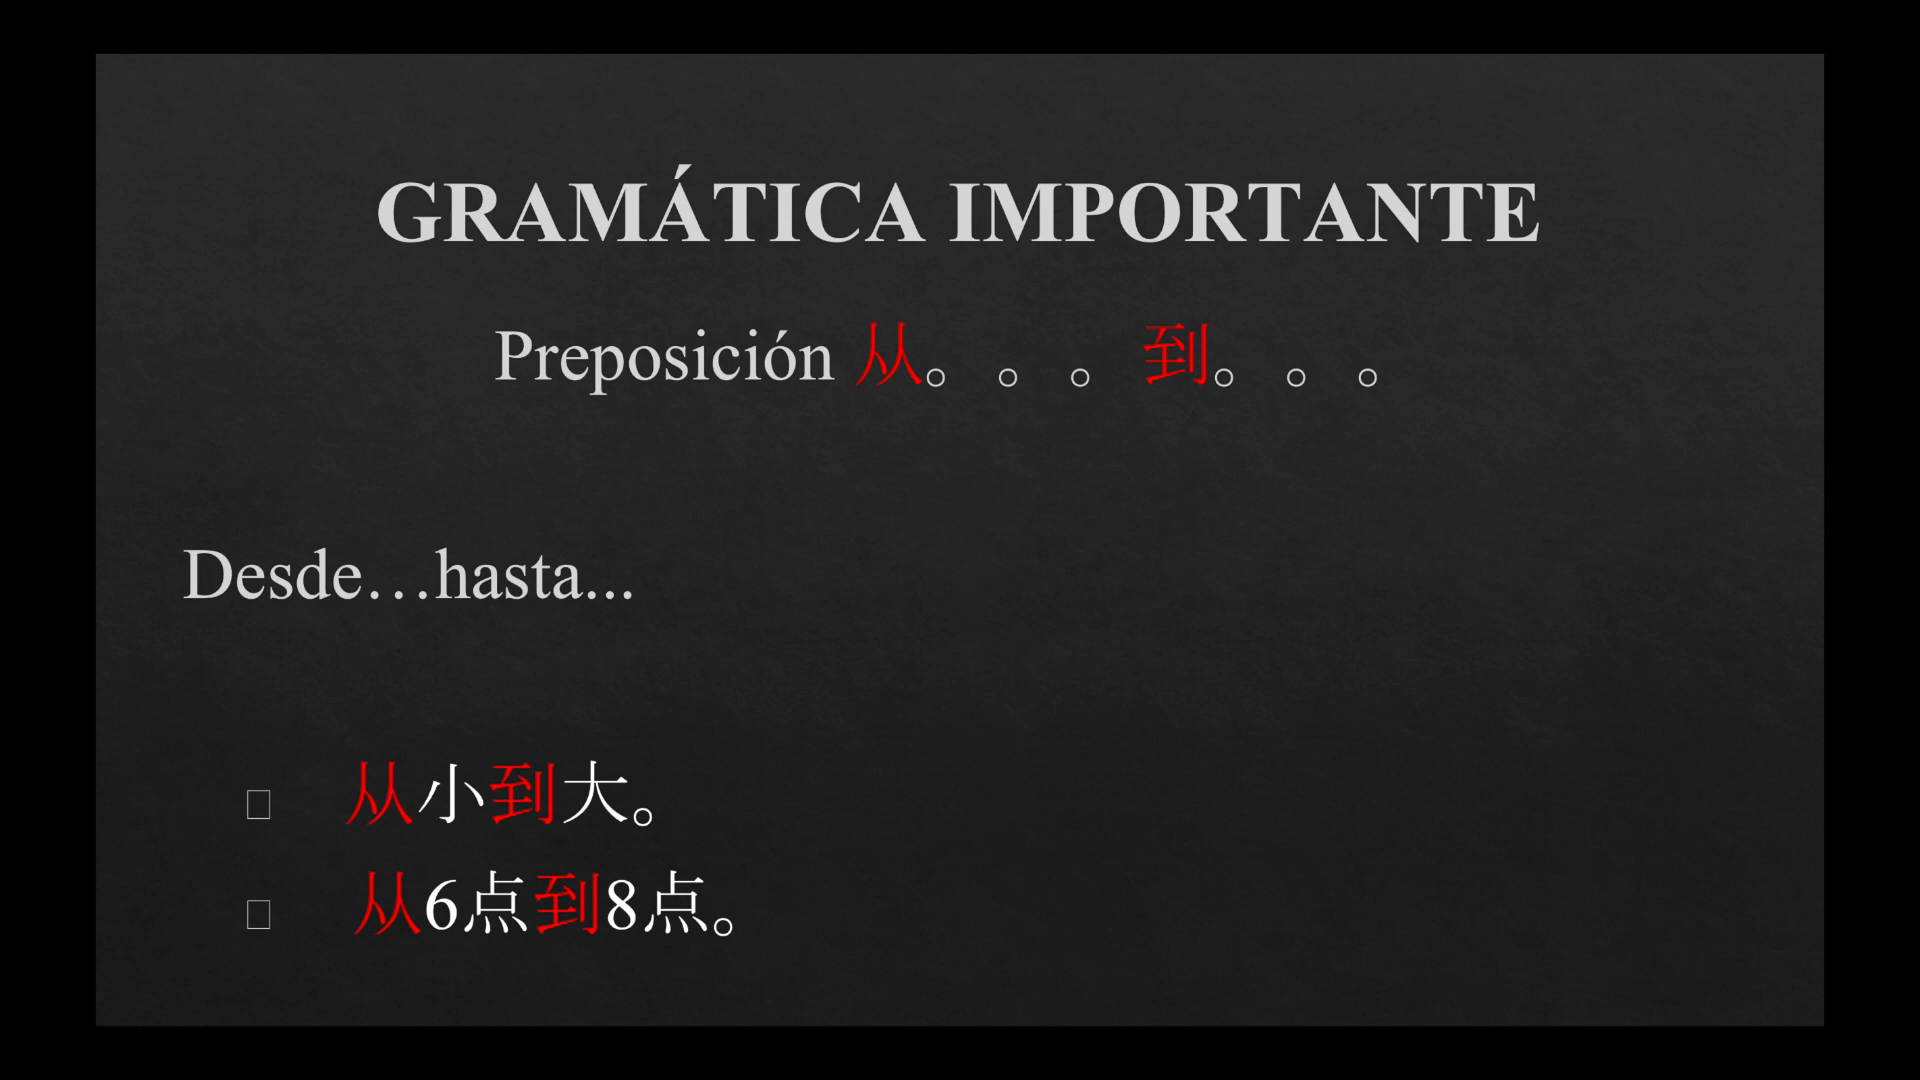 GRAMÁTICA IMPORTANTE
Preposición 从。。。到。。。
Desde…hasta...
从小到大。
从6点到8点。